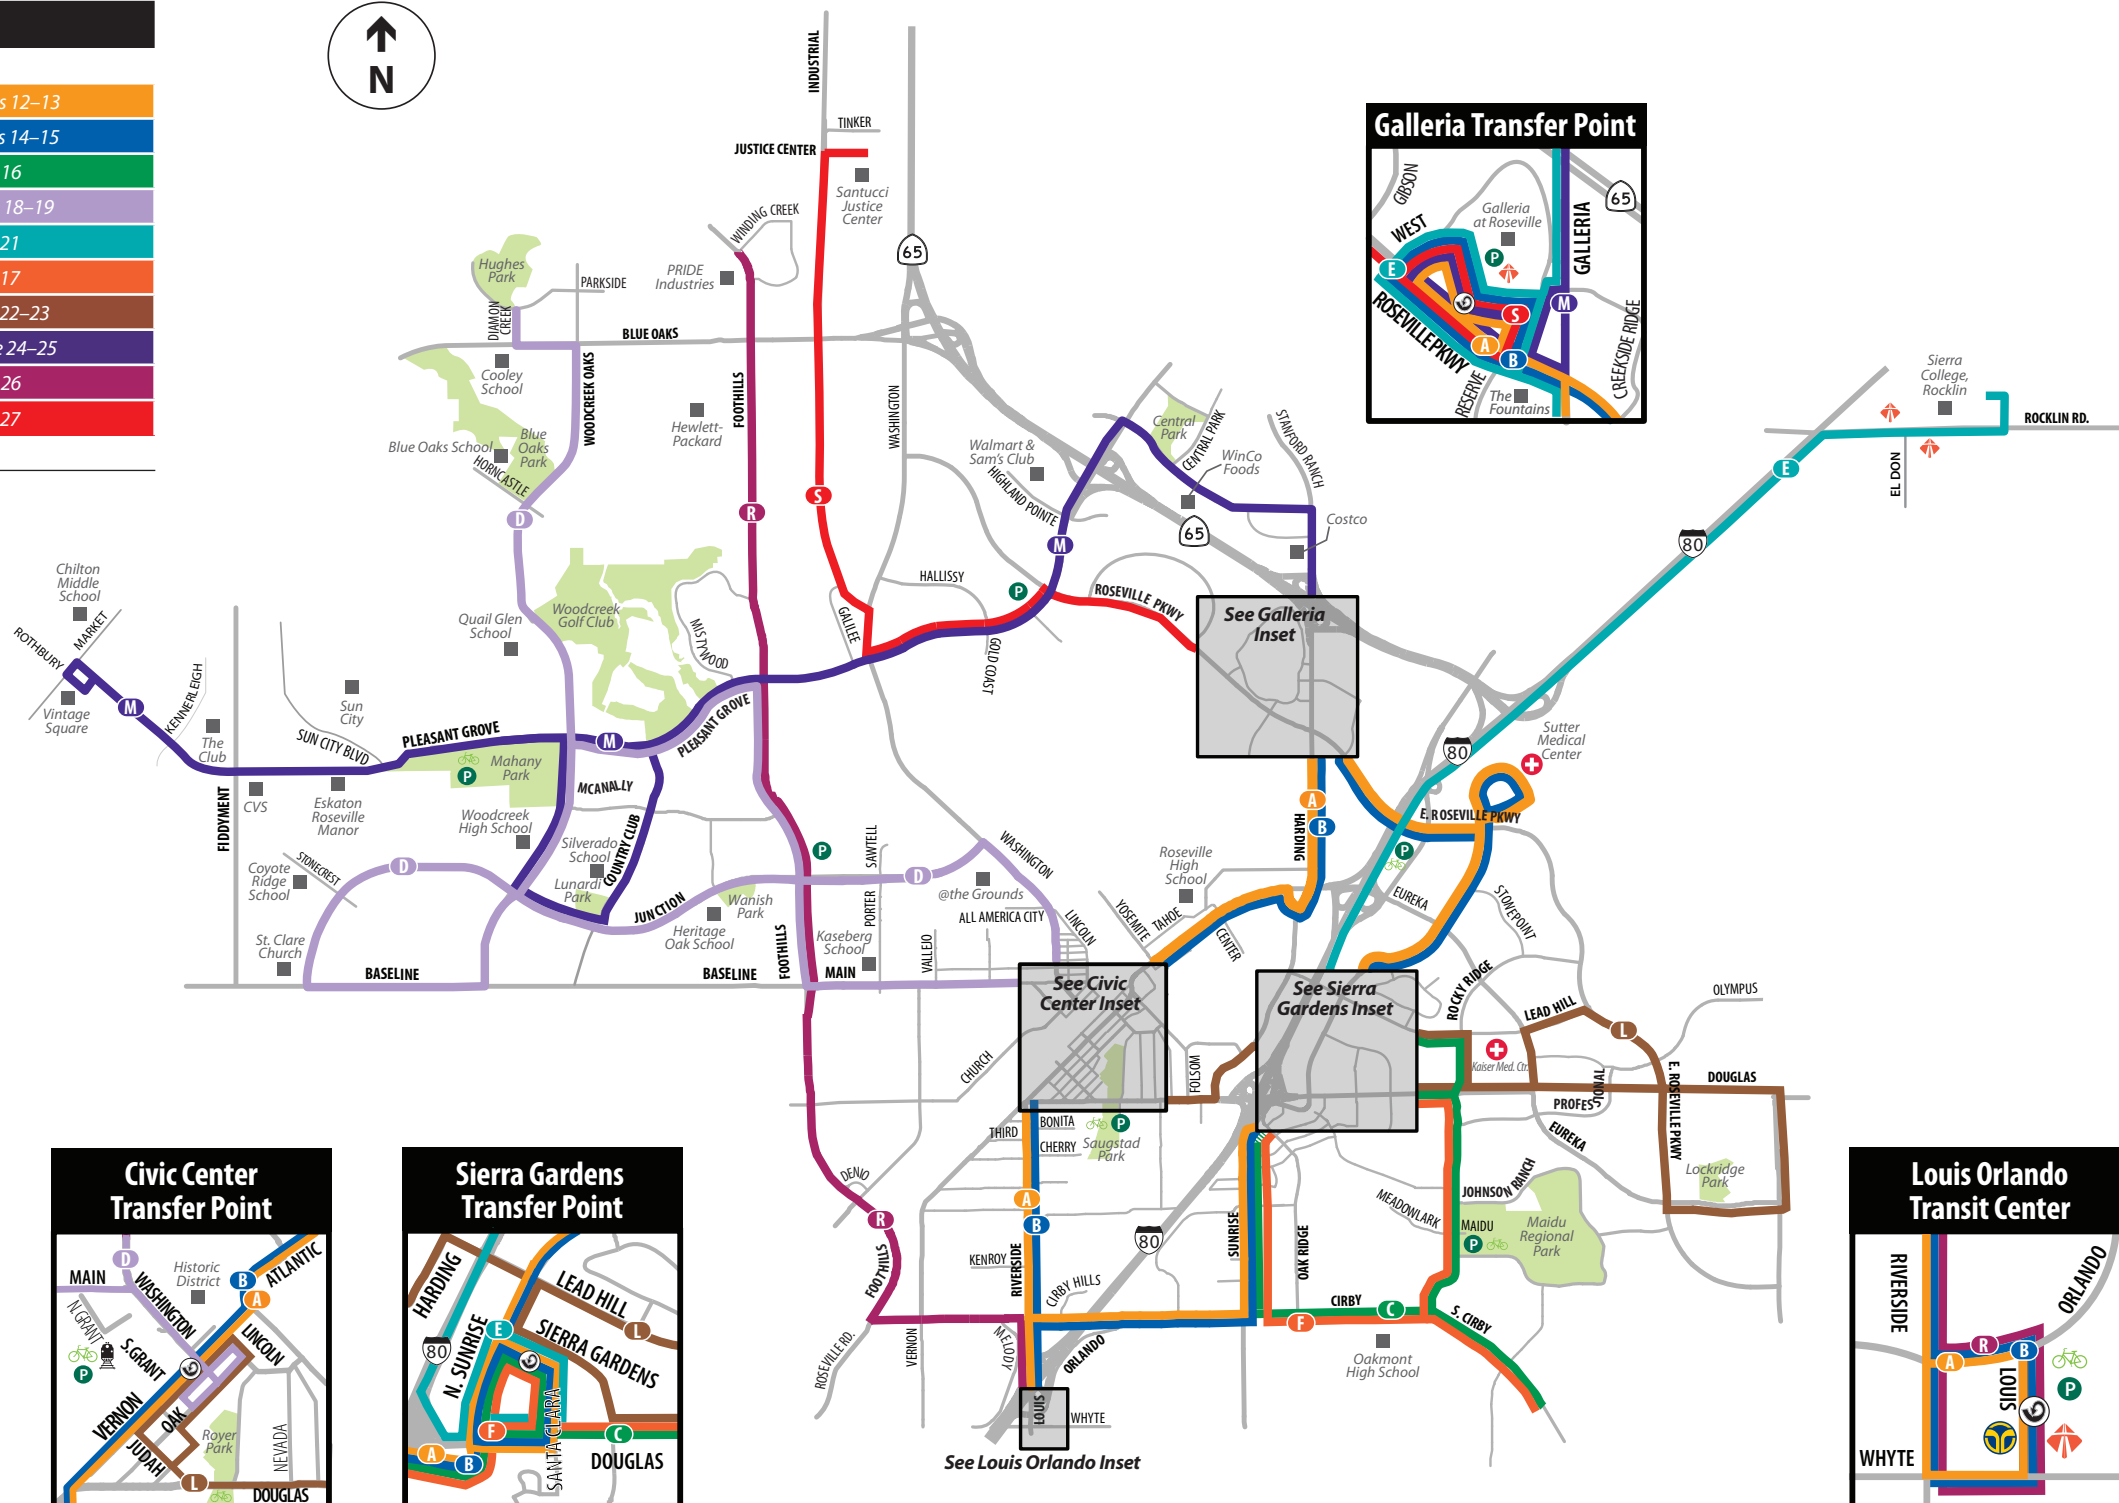 s 12–13
s 14–15
16
18–19
21
17
22–23
e 24–25
26
27
N
INDUSTRIAL
TINKER
JUSTICE CENTER
Santucci
Justice
Center
WINDING CREEK
PRIDE
Industries
65
Hughes
Park
PARKSIDE
DIAMON
CREEK
BLUE OAKS
Cooley
School
WOODCREEK OAKS
FOOTHILLS
Hewlett-
Packard
WASHINGTON
Blue Oaks School
Blue
Oaks
Park
HORNCASTLE
D
R
S
Walmart &
Sam's Club
HIGHLAND POINTE
Central
Park
CENTRAL PARK
WinCo
Foods
STANFORD RANCH
65
Costco
M
Galleria Transfer Point
GIBSON
WEST
Galleria
at Roseville
P
GALLERIA
65
E
M
S
A
B
ROSEVILLE PKWY
RESERVE
The
Fountains
CREEKSIDE RIDGE
Sierra
College,
Rocklin
ROCKLIN RD.
EL DON
E
80
Chilton
Middle
School
ROTHBURY
MARKET
Vintage
Square
M
KENNERLEIGH
The
Club
Sun
City
SUN CITY BLVD
PLEASANT GROVE
Quail Glen
School
Woodcreek
Golf Club
MISTYWOOD
GALILEE
HALLISSY
GOLD COAST
P
ROSEVILLE PKWY
See Galleria
Inset
M
PLEASANT GROVE
Mahany
Park
P
FIDDYMENT
CVS
Eskaton
Roseville
Manor
Woodcreek
High School
MCANALLY
COUNTRY CLUB
Silverado
School
Lunardi
Park
Coyote
Ridge
School
STONECREST
D
St. Clare
Church
BASELINE
JUNCTION
Heritage
Oak School
Wanish
Park
P
SAWTELL
PORTER
D
@the Grounds
WASHINGTON
ALL AMERICA CITY
LINCOLN
Kaseberg
School
VALLEJO
FOOTHILLS
BASELINE
MAIN
80
Sutter
Medical
Center
E. ROSEVILLE PKWY
A
B
HARDING
P
Roseville
High
School
YOSEMITE
TAHOE
CENTER
EUREKA
STONEPOINT
See Civic
Center Inset
See Sierra
Gardens Inset
ROCKY RIDGE
LEAD HILL
L
OLYMPUS
Kaiser Med. Ctr.
PROFESSIONAL
DOUGLAS
EUREKA
E. ROSEVILLE PKWY
Lockridge
Park
CHURCH
FOLSOM
BONITA
THIRD
CHERRY
P
Saugstad
Park
DENIO
R
FOOTHILLS
ROSEVILLE RD.
VERNON
A
B
KENROY
RIVERSIDE
CIRBY HILLS
MELODY
ORLANDO
80
SUNRISE
OAK RIDGE
MEADOWLARK
JOHNSON RANCH
MAIDU
P
Maidu
Regional
Park
CIRBY
C
F
S. CIRBY
Oakmont
High School
LOUIS
WHYTE
See Louis Orlando Inset
Civic Center
Transfer Point
D
MAIN
WASHINGTON
Historic
District
B
A
ATLANTIC
N. GRANT
S. GRANT
P
LINCOLN
VERNON
OAK
JUDAH
Royer
Park
NEVADA
L
DOUGLAS
Sierra Gardens
Transfer Point
HARDING
LEAD HILL
L
80
N. SUNRISE
E
SIERRA GARDENS
F
SANTA CLARA
C
A
B
DOUGLAS
Louis Orlando
Transit Center
RIVERSIDE
ORLANDO
R
A
B
LOUIS
P
WHYTE